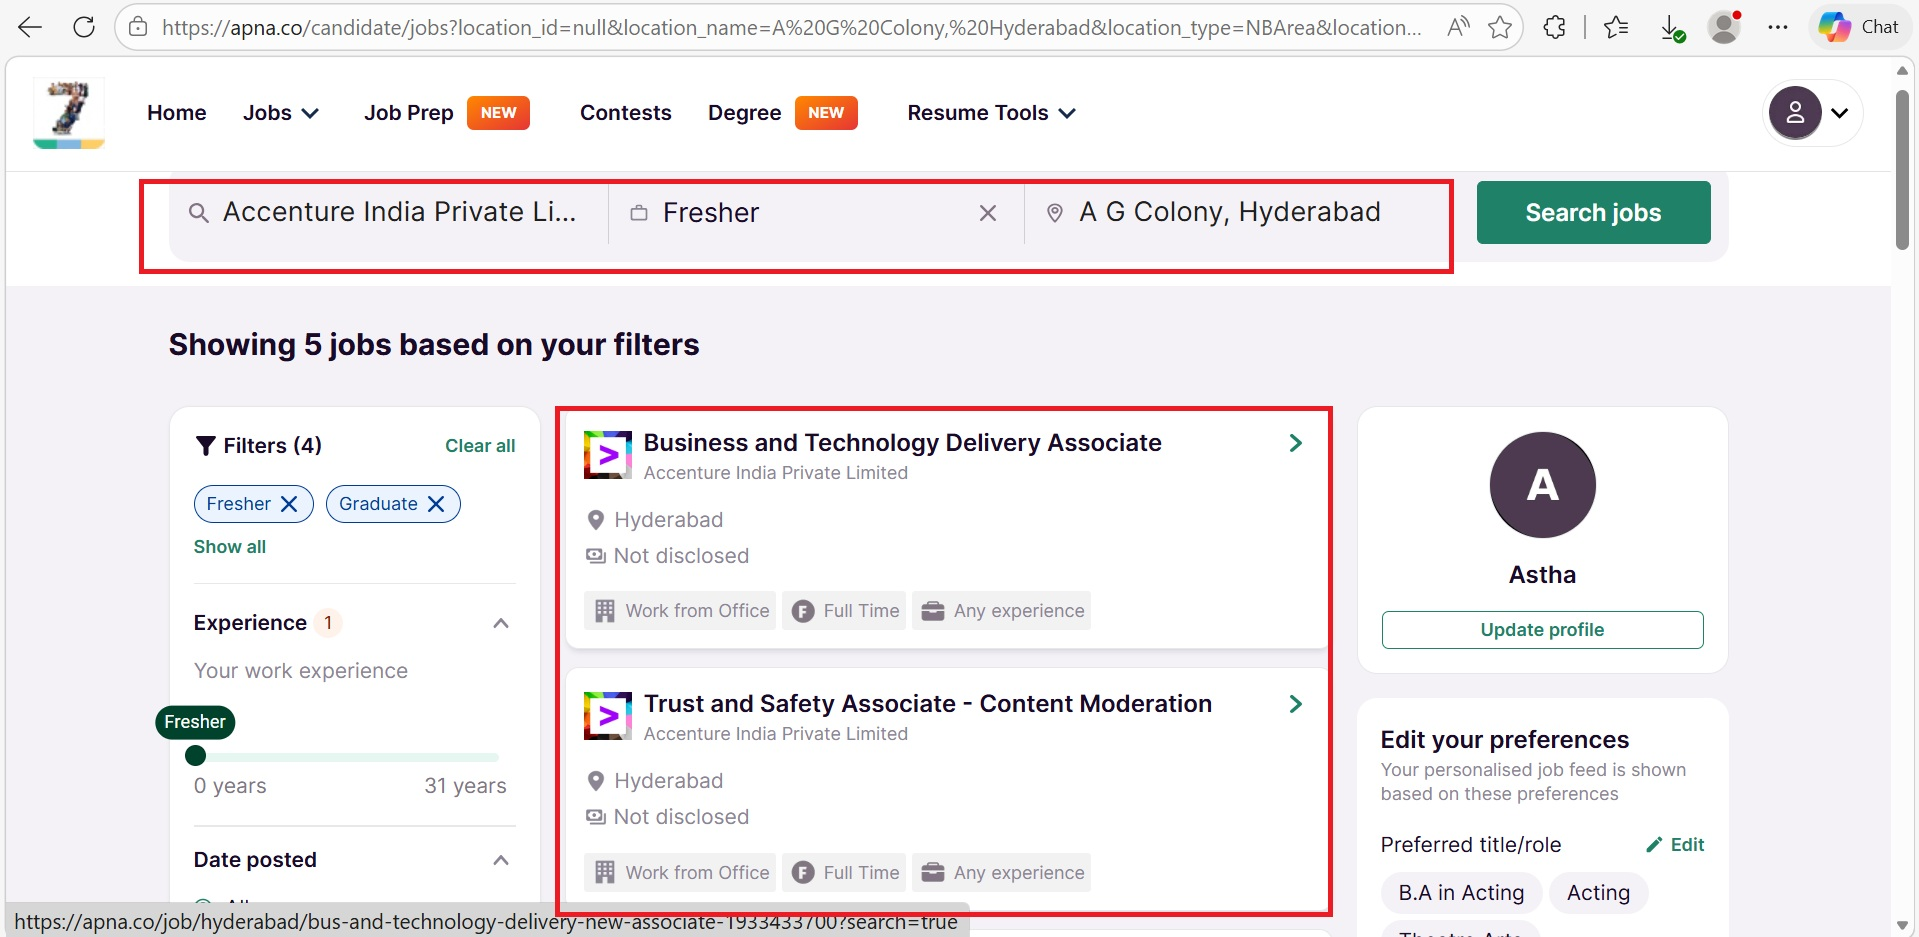 https://apna.co/candidate/jobs?location_id=null&location_name=A%20G%20Colony,%20Hyderabad&location_type=NBArea&location...
Chat
Home
Jobs
Job Prep
NEW
Contests
Degree
NEW
Resume Tools
Accenture India Private Li...
Fresher
A G Colony, Hyderabad
Search jobs
Showing 5 jobs based on your filters
Filters (4)
Clear all
Fresher
Graduate
Show all
Experience 1
Your work experience
Fresher
0 years
31 years
Date posted
Business and Technology Delivery Associate
Accenture India Private Limited
Hyderabad
Not disclosed
Work from Office
F Full Time
Any experience
Trust and Safety Associate - Content Moderation
Accenture India Private Limited
Hyderabad
Not disclosed
Work from Office
F Full Time
Any experience
A
Astha
Update profile
Edit your preferences
Your personalised job feed is shown
based on these preferences
Preferred title/role
Edit
B.A in Acting
Acting
https://apna.co/job/hyderabad/bus-and-technology-delivery-new-associate-1933433700?search=true